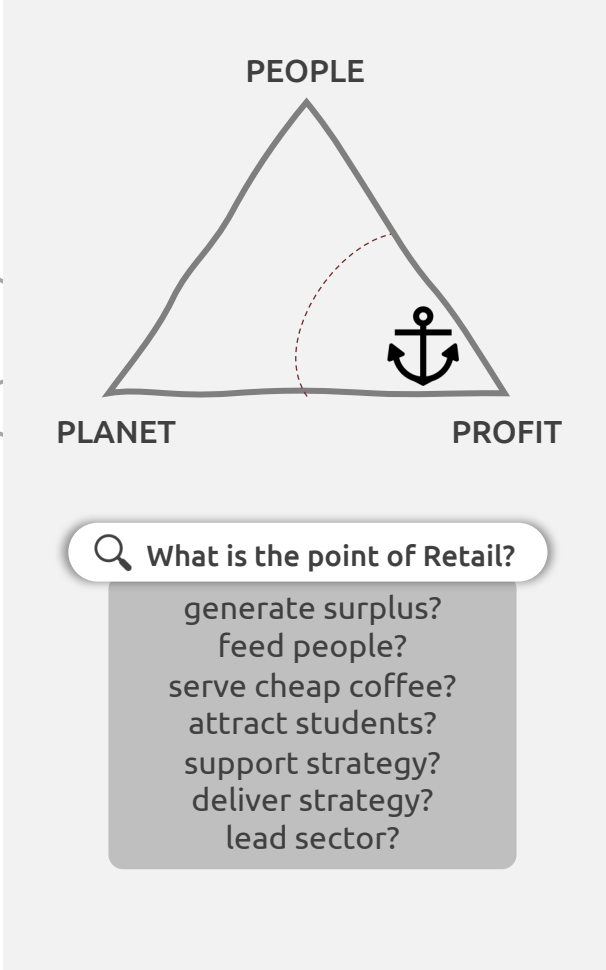 PEOPLE
PLANET
PROFIT
What is the point of Retail?
generate surplus?
feed people?
serve cheap coffee?
attract students?
support strategy?
deliver strategy?
lead sector?